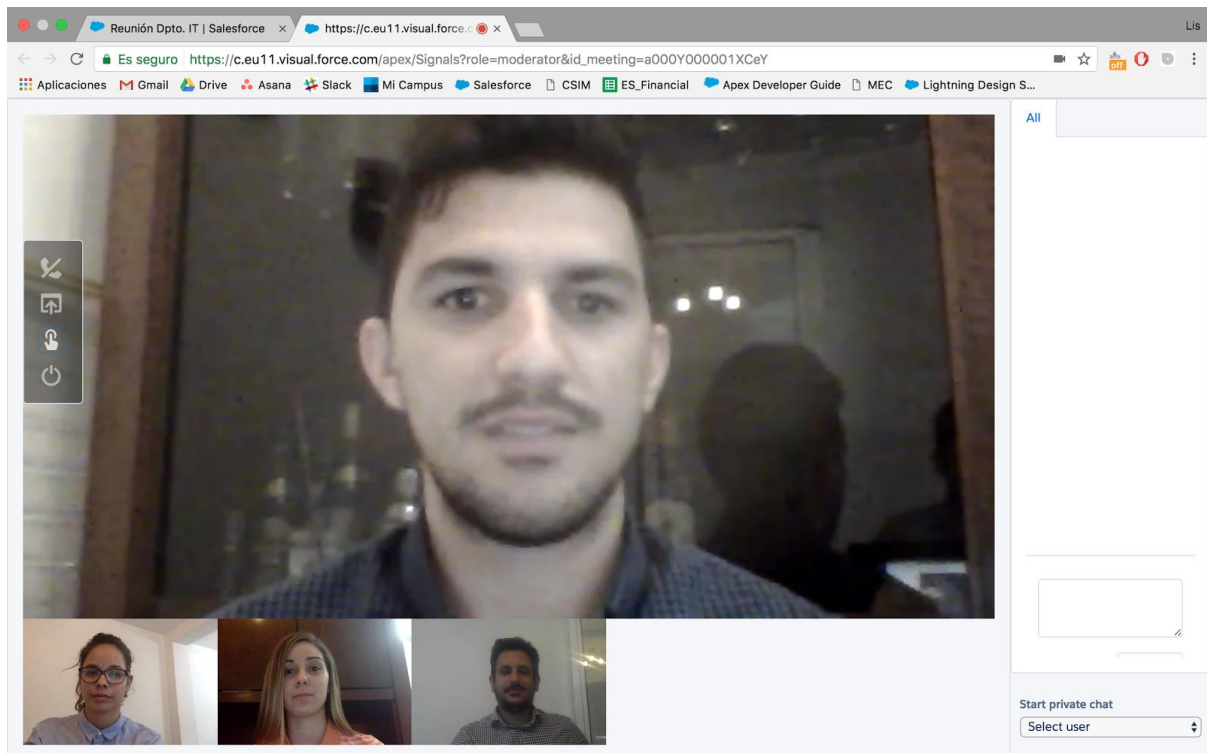 Reunión Dpto. IT | Salesforce
https://c.eu11.visual.force.c
Lis
Es seguro https://c.eu11.visual.force.com/apex/Signals?role=moderator&id_meeting=a000Y000001XCeY
off
Aplicaciones Gmail Drive Asana Slack Mi Campus Salesforce CSIM ES_Financial Apex Developer Guide MEC Lightning Design S...
All
Start private chat
Select user